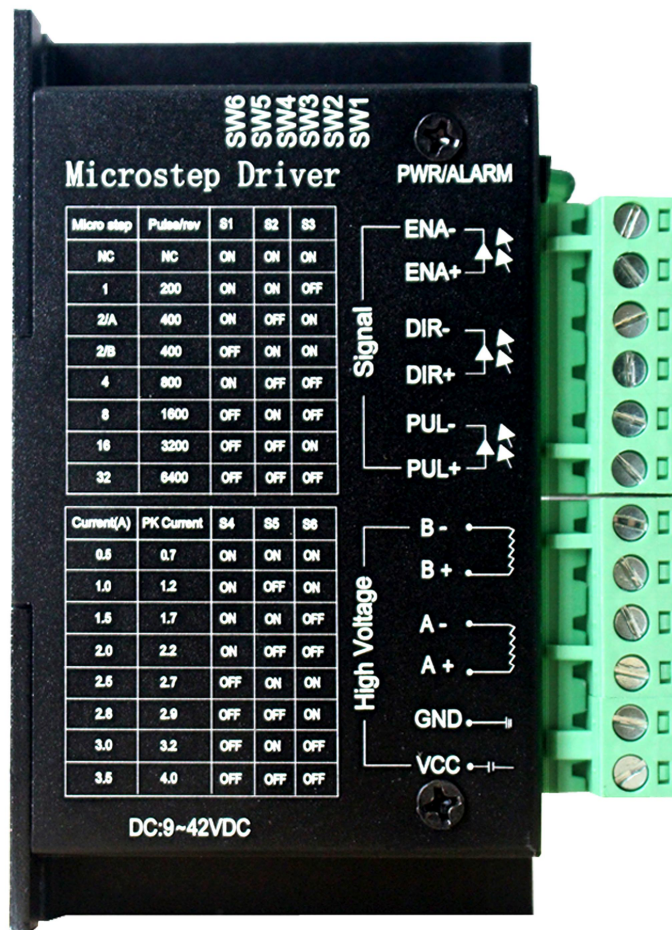 SW6
SW5
SW4
SW3
SW2
SW1
Microstep Driver
PWR/ALARM
Micro step Pulse/rev S1 S2 S3
NC NC ON ON ON
1 200 ON ON OFF
2/A 400 ON OFF ON
2/B 400 OFF ON ON
4 800 ON OFF OFF
8 1600 OFF ON OFF
16 3200 OFF OFF ON
32 6400 OFF OFF OFF
Signal
ENA-
ENA+
DIR-
DIR+
PUL-
PUL+
Current(A) PK Current S4 S5 S6
0.5 0.7 ON ON ON
1.0 1.2 ON OFF ON
1.5 1.7 ON ON OFF
2.0 2.2 ON OFF OFF
2.5 2.7 OFF ON ON
2.8 2.9 OFF OFF ON
3.0 3.2 OFF ON OFF
3.5 4.0 OFF OFF OFF
High Voltage
B -
B +
A -
A +
GND
VCC
DC:9~42VDC